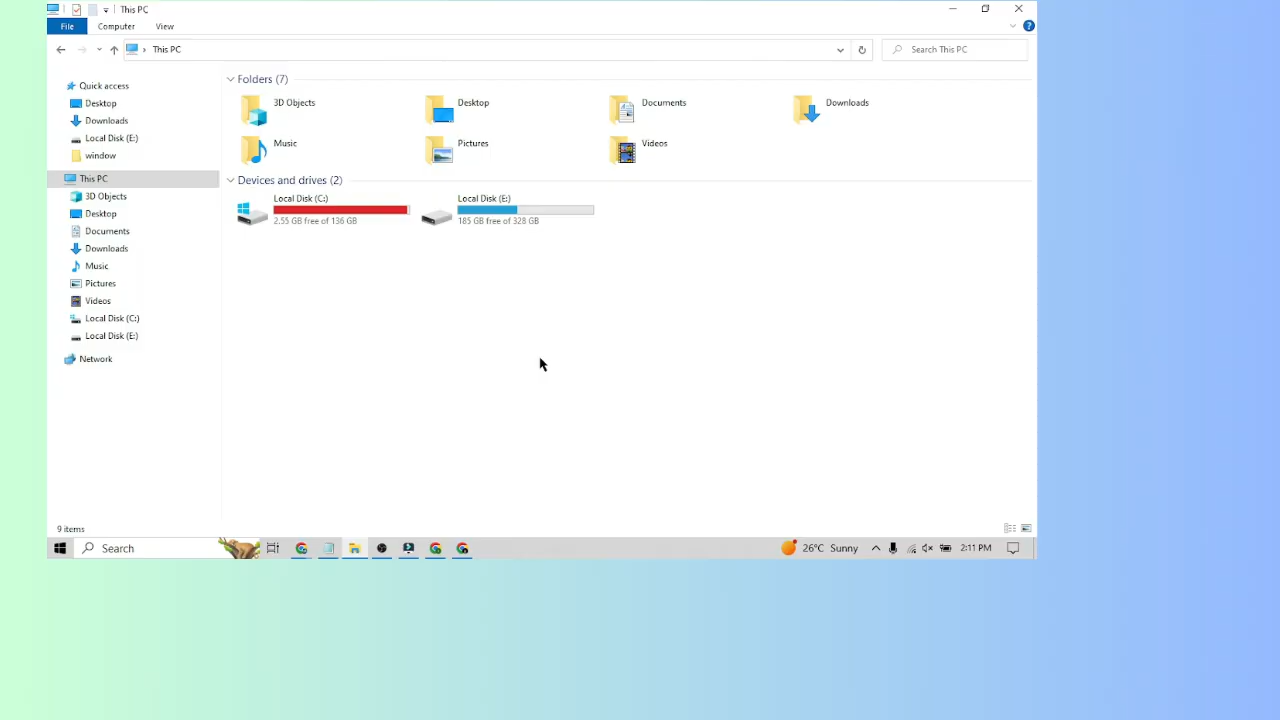 This PC
File Computer View
This PC
Search This PC
Quick access
Desktop
Downloads
Local Disk (E:)
window
This PC
3D Objects
Desktop
Documents
Downloads
Music
Pictures
Videos
Local Disk (C:)
Local Disk (E:)
Network
Folders (7)
3D Objects Desktop Documents Downloads
Music Pictures Videos
Devices and drives (2)
Local Disk (C:)
2.55 GB free of 136 GB
Local Disk (E:)
185 GB free of 328 GB
9 items
Search
26°C Sunny
2:11 PM